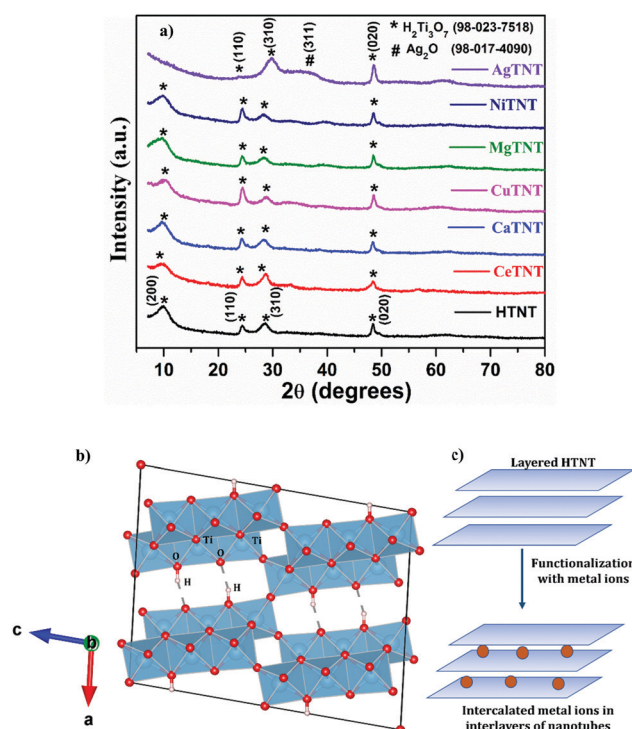 a)
* H₂Ti₃O₇ (98-023-7518)
# Ag₂O (98-017-4090)
(110)
*
(310)
*
(311)
#
(020)
*
AgTNT
* * * *
NiTNT
* * * *
MgTNT
* * * *
CuTNT
* * * *
CaTNT
* * * *
CeTNT
(200)
*
(110)
*
(310)
*
(020)
*
HTNT
Intensity (a.u.)
10 20 30 40 50 60 70 80
2θ (degrees)
b)
Ti Ti
O O
H H
c b
a
c)
Layered HTNT
Functionalization
with metal ions
Intercalated metal ions in
interlayers of nanotubes